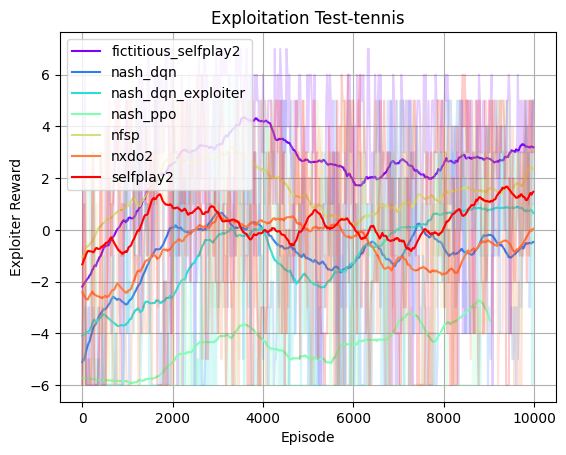 Exploitation Test-tennis
fictitious_selfplay2
nash_dqn
nash_dqn_exploiter
nash_ppo
nfsp
nxdo2
selfplay2
Exploiter Reward
6
4
2
0
−2
−4
−6
0 2000 4000 6000 8000 10000
Episode